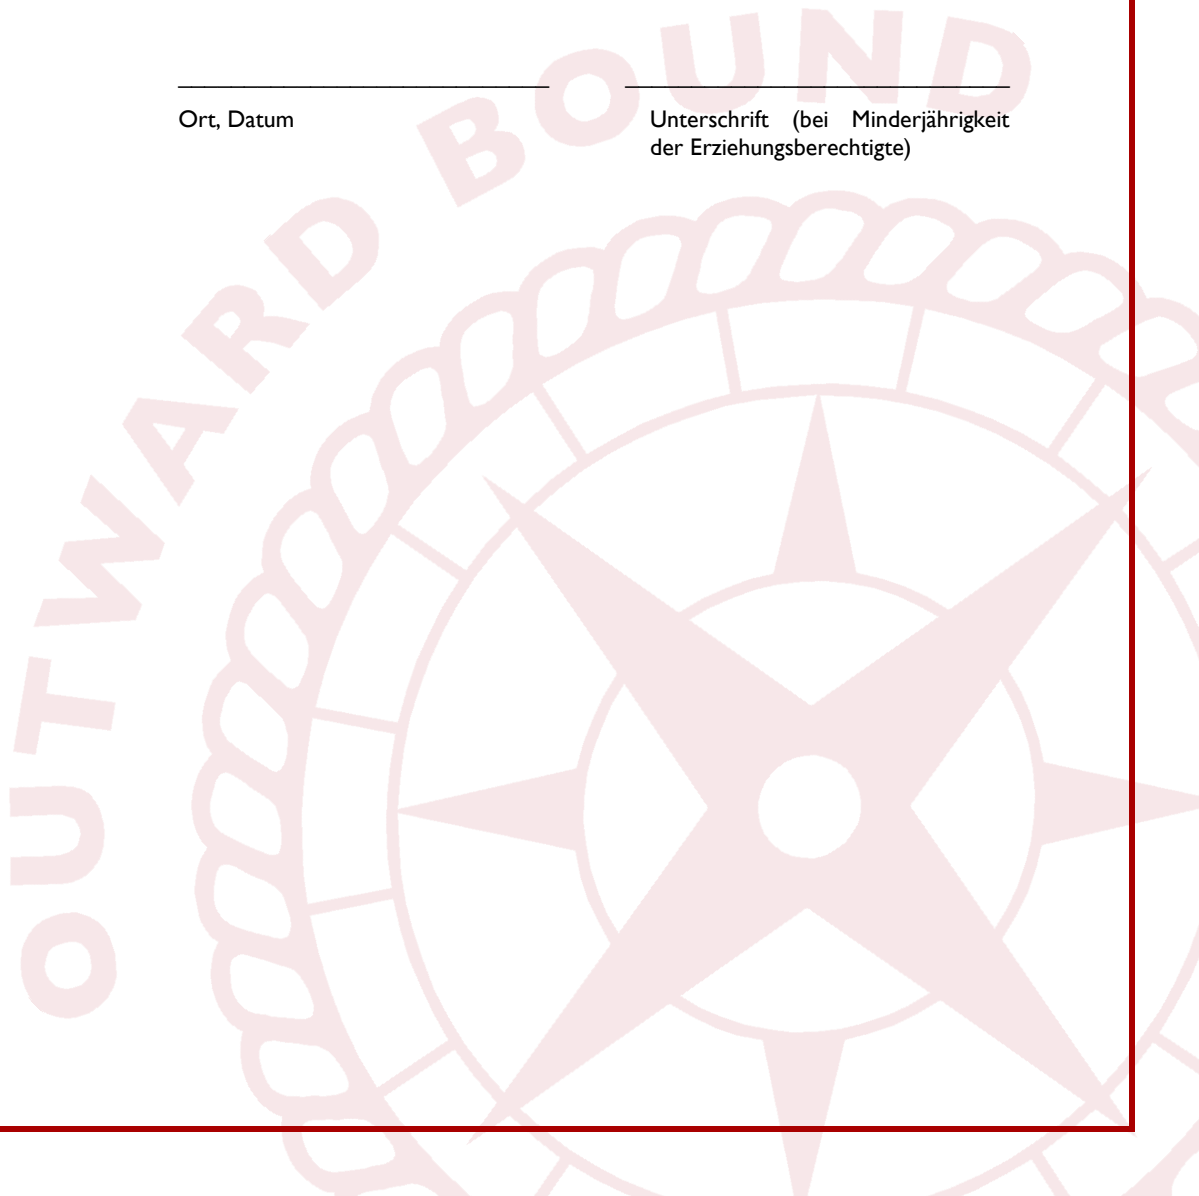 OUTWARD BOUND
Ort, Datum
Unterschrift (bei Minderjährigkeit
der Erziehungsberechtigte)